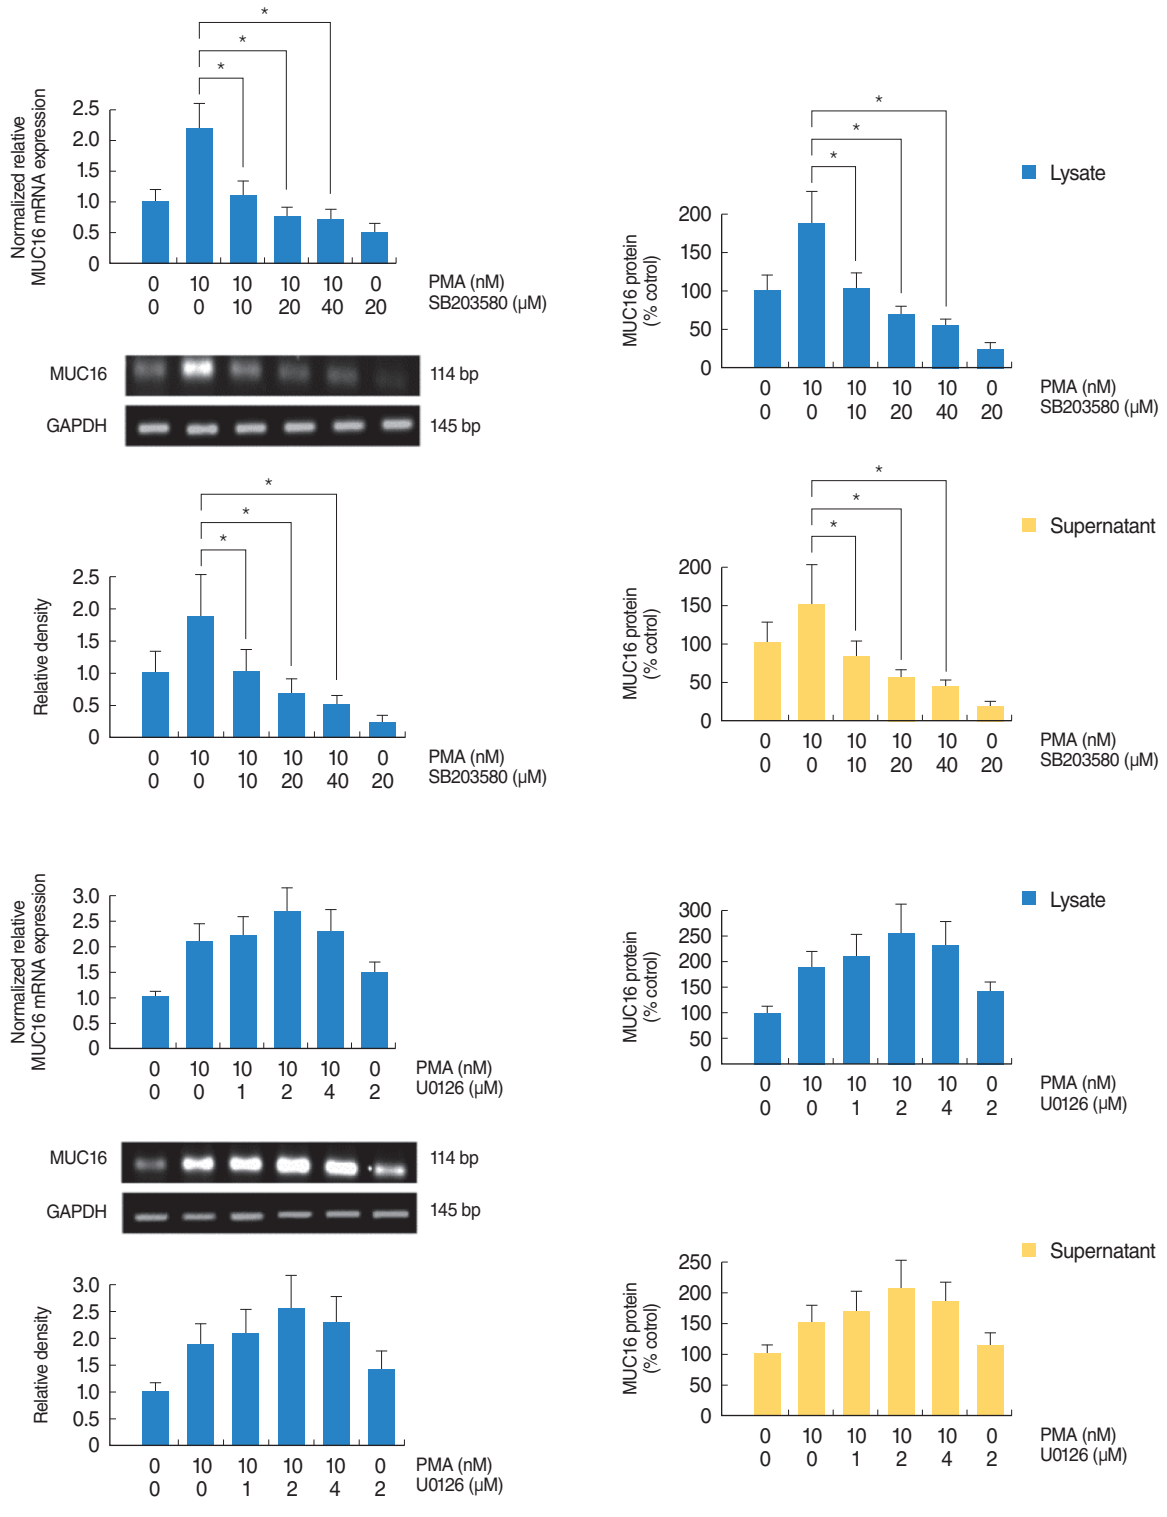 *
*
*
Normalized relative
MUC16 mRNA expression
2.5
2.0
1.5
1.0
0.5
0
0 10 10 10 10 0 PMA (nM)
0 0 10 20 40 20 SB203580 (µM)
MUC16 114 bp
GAPDH 145 bp
*
*
*
Relative density
2.5
2.0
1.5
1.0
0.5
0
0 10 10 10 10 0 PMA (nM)
0 0 10 20 40 20 SB203580 (µM)
*
*
*
Lysate
MUC16 protein
(% cotrol)
200
150
100
50
0
0 10 10 10 10 0 PMA (nM)
0 0 10 20 40 20 SB203580 (µM)
*
*
*
Supernatant
MUC16 protein
(% cotrol)
200
150
100
50
0
0 10 10 10 10 0 PMA (nM)
0 0 10 20 40 20 SB203580 (µM)
Normalized relative
MUC16 mRNA expression
3.0
2.5
2.0
1.5
1.0
0.5
0
0 10 10 10 10 0 PMA (nM)
0 0 1 2 4 2 U0126 (µM)
MUC16 114 bp
GAPDH 145 bp
Relative density
3.0
2.5
2.0
1.5
1.0
0.5
0
0 10 10 10 10 0 PMA (nM)
0 0 1 2 4 2 U0126 (µM)
Lysate
MUC16 protein
(% cotrol)
300
250
200
150
100
50
0
0 10 10 10 10 0 PMA (nM)
0 0 1 2 4 2 U0126 (µM)
Supernatant
MUC16 protein
(% cotrol)
250
200
150
100
50
0
0 10 10 10 10 0 PMA (nM)
0 0 1 2 4 2 U0126 (µM)